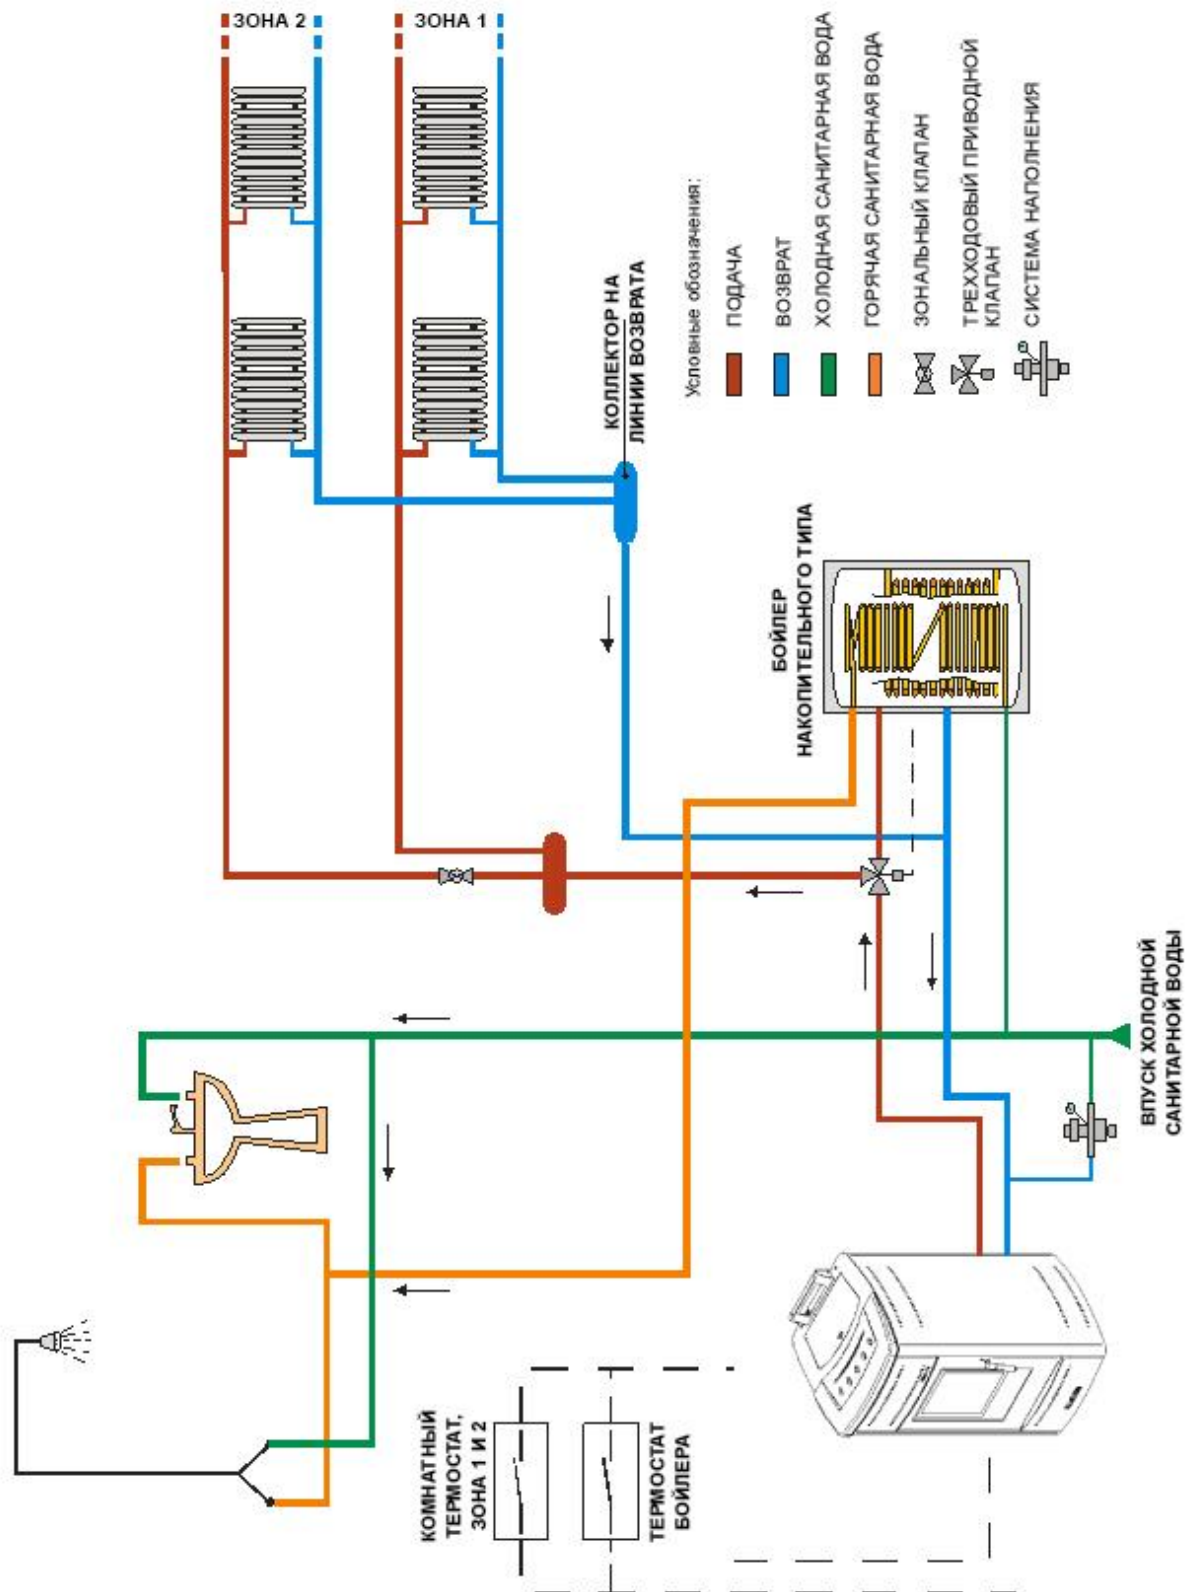 ЗОНА 2
ЗОНА 1
КОЛЛЕКТОР НА
ЛИНИИ ВОЗВРАТА
Условные обозначения:
ПОДАЧА
ВОЗВРАТ
ХОЛОДНАЯ САНИТАРНАЯ ВОДА
ГОРЯЧАЯ САНИТАРНАЯ ВОДА
ЗОНАЛЬНЫЙ КЛАПАН
ТРЕХХОДОВЫЙ ПРИВОДНОЙ
КЛАПАН
СИСТЕМА НАПОЛНЕНИЯ
БОЙЛЕР
НАКОПИТЕЛЬНОГО ТИПА
ВПУСК ХОЛОДНОЙ
САНИТАРНОЙ ВОДЫ
КОМНАТНЫЙ
ТЕРМОСТАТ,
ЗОНА 1 И 2
ТЕРМОСТАТ
БОЙЛЕРА